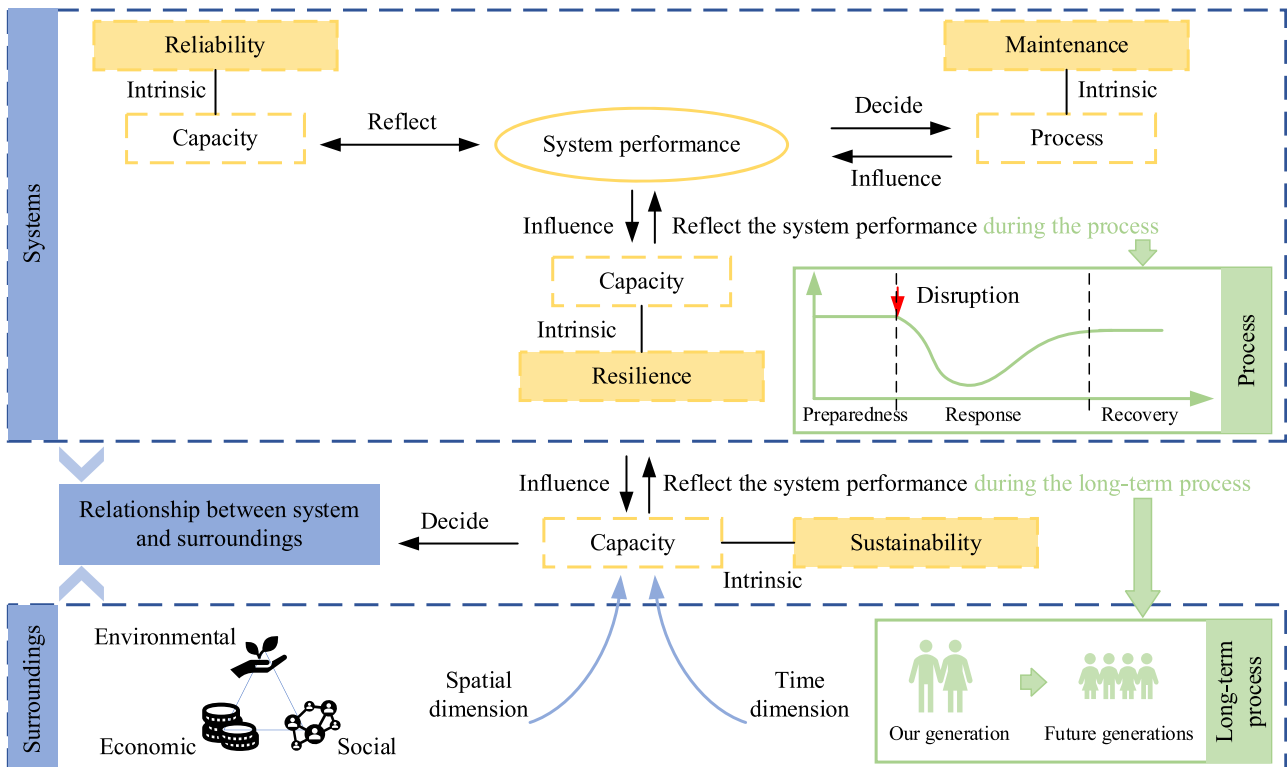 Systems
Reliability
Intrinsic
Capacity
Reflect
System performance
Decide
Influence
Maintenance
Intrinsic
Process
Influence
Reflect the system performance during the process
Capacity
Intrinsic
Resilience
Disruption
Preparedness
Response
Recovery
Process
Relationship between system
and surroundings
Decide
Influence
Reflect the system performance during the long-term process
Capacity
Intrinsic
Sustainability
Surroundings
Environmental
Economic
Social
Spatial
dimension
Time
dimension
Our generation
Future generations
Long-term
process